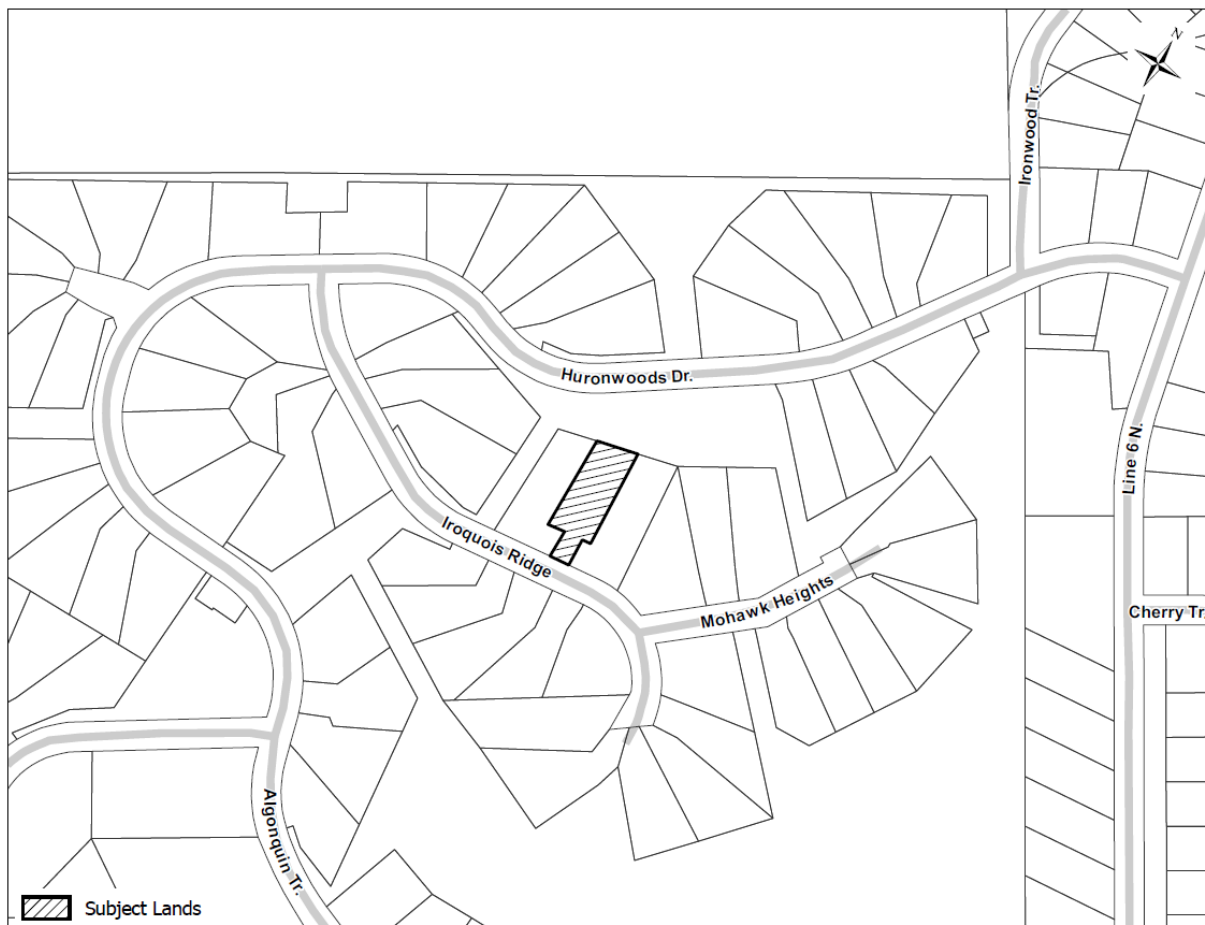 N
Ironwood Tr.
Huronwoods Dr.
Line 6 N.
Iroquois Ridge
Mohawk Heights
Cherry Tr.
Algonquin Tr.
Subject Lands